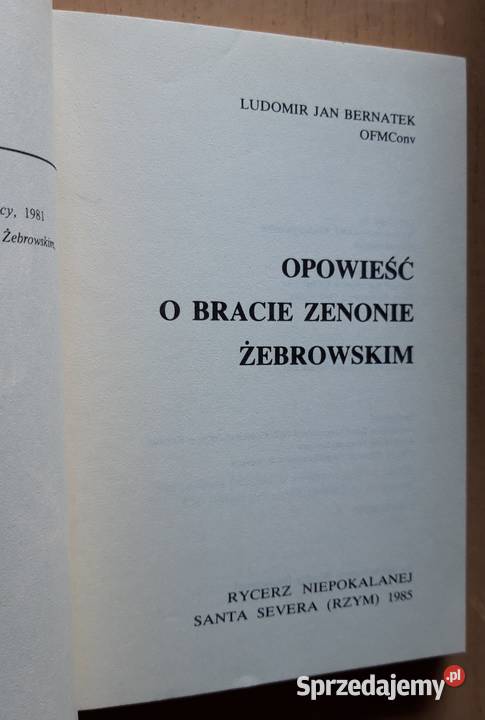 cy, 1981
Żebrowskim,
LUDOMIR JAN BERNATEK
OFMConv
OPOWIEŚĆ
O BRACIE ZENONIE
ŻEBROWSKIM
RYCERZ NIEPOKALANEJ
SANTA SEVERA (RZYM) 1985
Sprzedajemy.pl